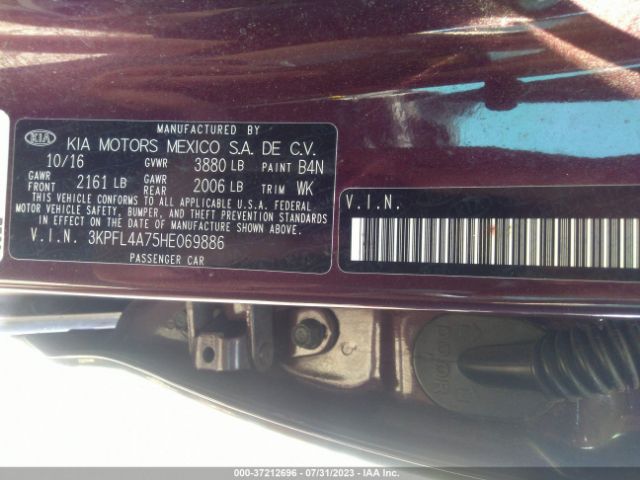 MANUFACTURED BY
KIA KIA MOTORS MEXICO S.A. DE C.V.
10/16 GVWR 3880 LB PAINT B4N
GAWR FRONT 2161 LB GAWR REAR 2006 LB TRIM WK
THIS VEHICLE CONFORMS TO ALL APPLICABLE U.S. FEDERAL
MOTOR VEHICLE SAFETY, BUMPER, AND THEFT PREVENTION STANDARDS
IN EFFECT ON THE DATE OF MANUFACTURE SHOWN ABOVE.
V.I.N. 3KPFL4A75HE069886
PASSENGER CAR
V.I.N.
000-37212696 - 07/31/2023 - IAAI.COM